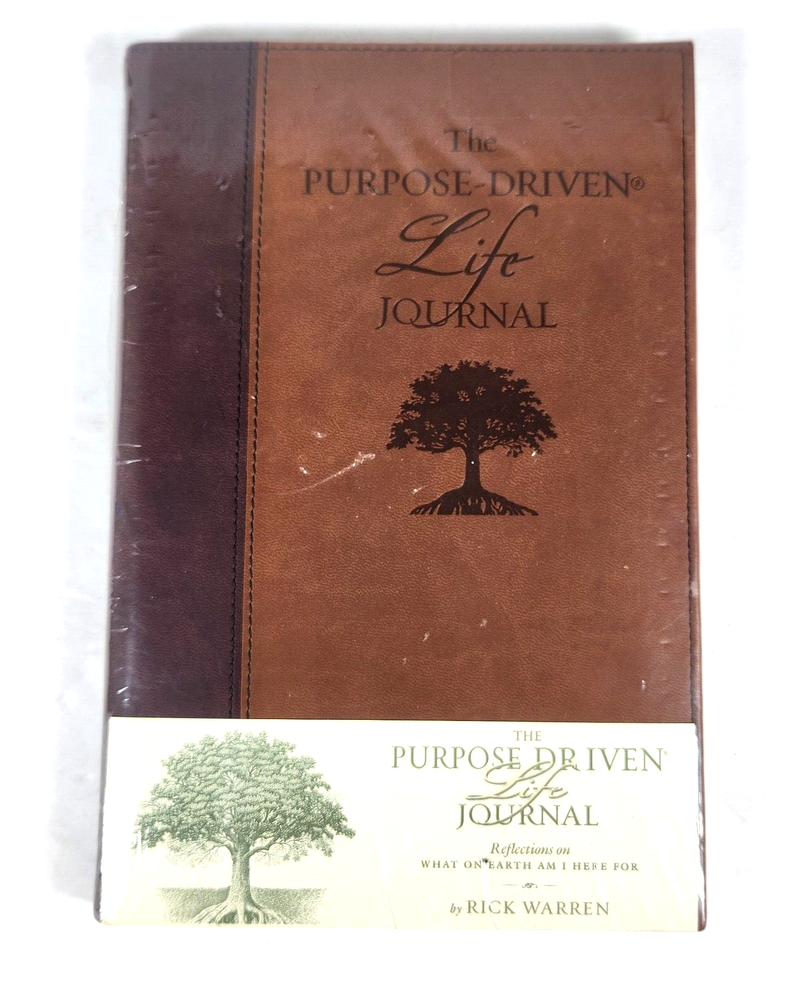 The
PURPOSE-DRIVEN®
Life
JOURNAL
THE
PURPOSE DRIVEN®
Life
JOURNAL
Reflections on
WHAT ON EARTH AM I HERE FOR
by RICK WARREN